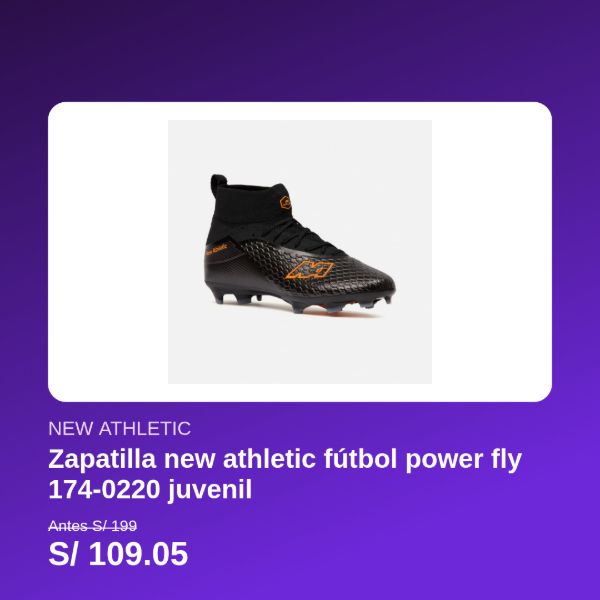 NEW ATHLETIC
Zapatilla new athletic fútbol power fly
174-0220 juvenil
Antes S/ 199
S/ 109.05